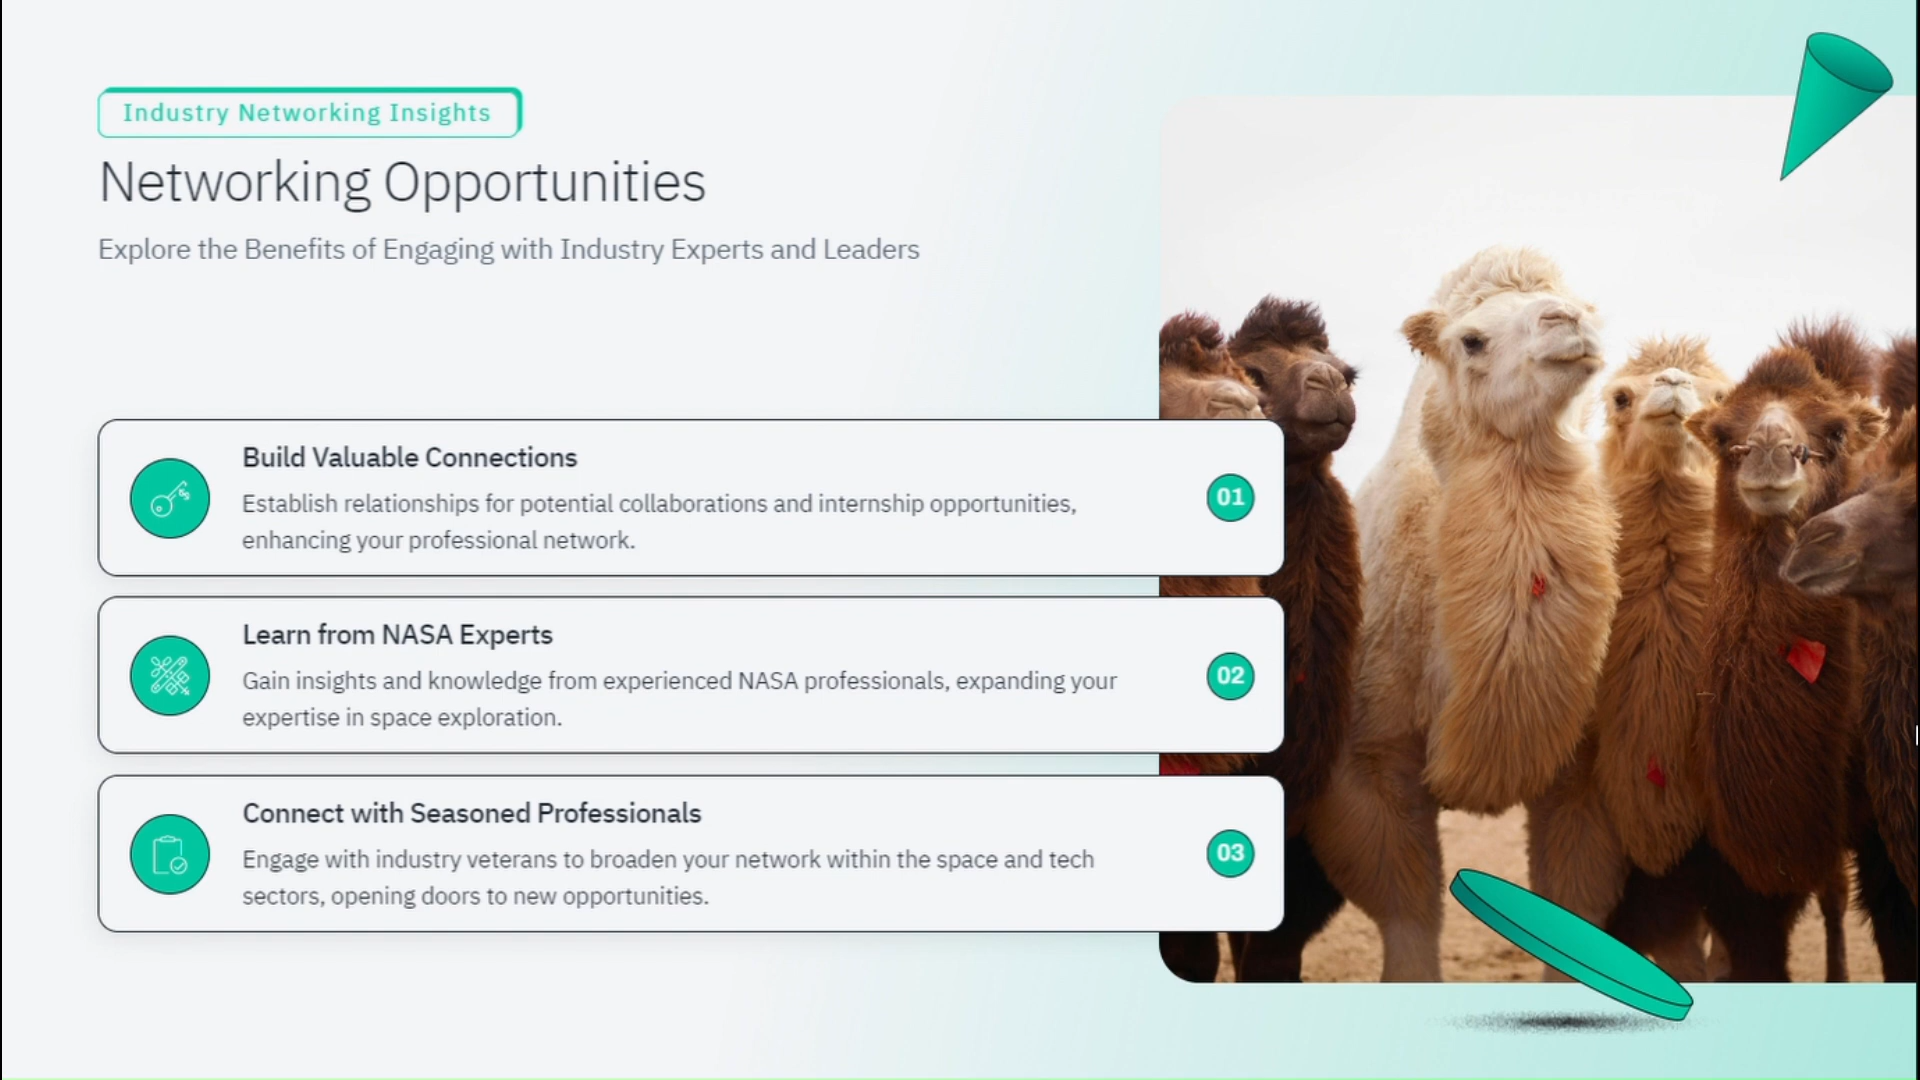 Industry Networking Insights
Networking Opportunities
Explore the Benefits of Engaging with Industry Experts and Leaders
Build Valuable Connections
Establish relationships for potential collaborations and internship opportunities,
enhancing your professional network.
01
Learn from NASA Experts
Gain insights and knowledge from experienced NASA professionals, expanding your
expertise in space exploration.
02
Connect with Seasoned Professionals
Engage with industry veterans to broaden your network within the space and tech
sectors, opening doors to new opportunities.
03